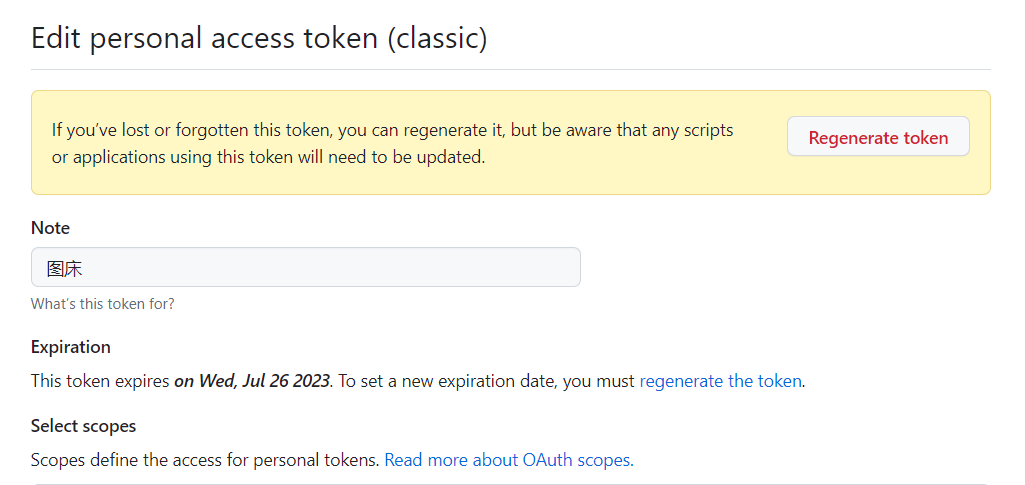 Edit personal access token (classic)
If you’ve lost or forgotten this token, you can regenerate it, but be aware that any scripts
or applications using this token will need to be updated.
Regenerate token
Note
图床
What’s this token for?
Expiration
This token expires on Wed, Jul 26 2023. To set a new expiration date, you must regenerate the token.
Select scopes
Scopes define the access for personal tokens. Read more about OAuth scopes.